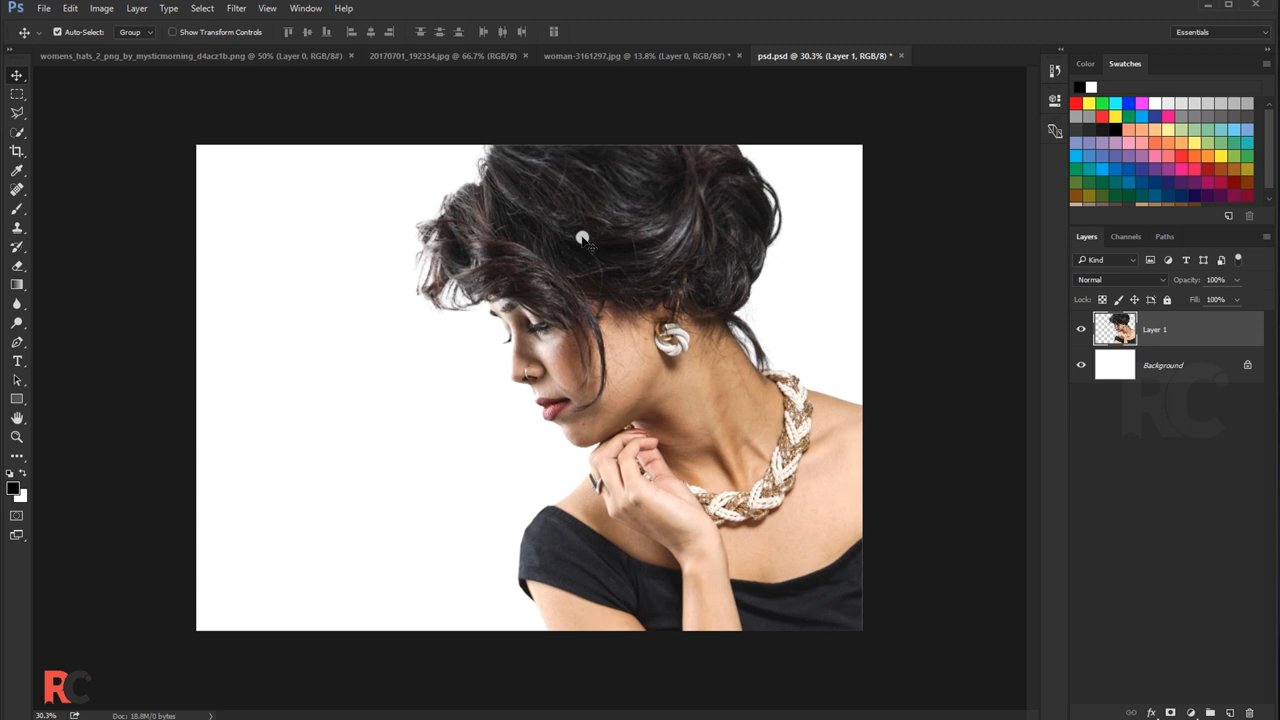 Ps File Edit Image Layer Type Select Filter View Window Help
Auto-Select: Group Show Transform Controls Essentials
womens_hats_2_png_by_mysticmorning_d4acz1b.png @ 50% (Layer 0, RGB/8#) × 20170701_192334.jpg @ 66.7% (RGB/8) × woman-3161297.jpg @ 13.8% (Layer 0, RGB/8#) * × psd.psd @ 30.3% (Layer 1, RGB/8#) * ×
Color Swatches
Layers Channels Paths
Kind
Normal Opacity: 100%
Lock: Fill: 100%
Layer 1
Background
RC
RC
30.3% Doc: 18.8M/0 bytes